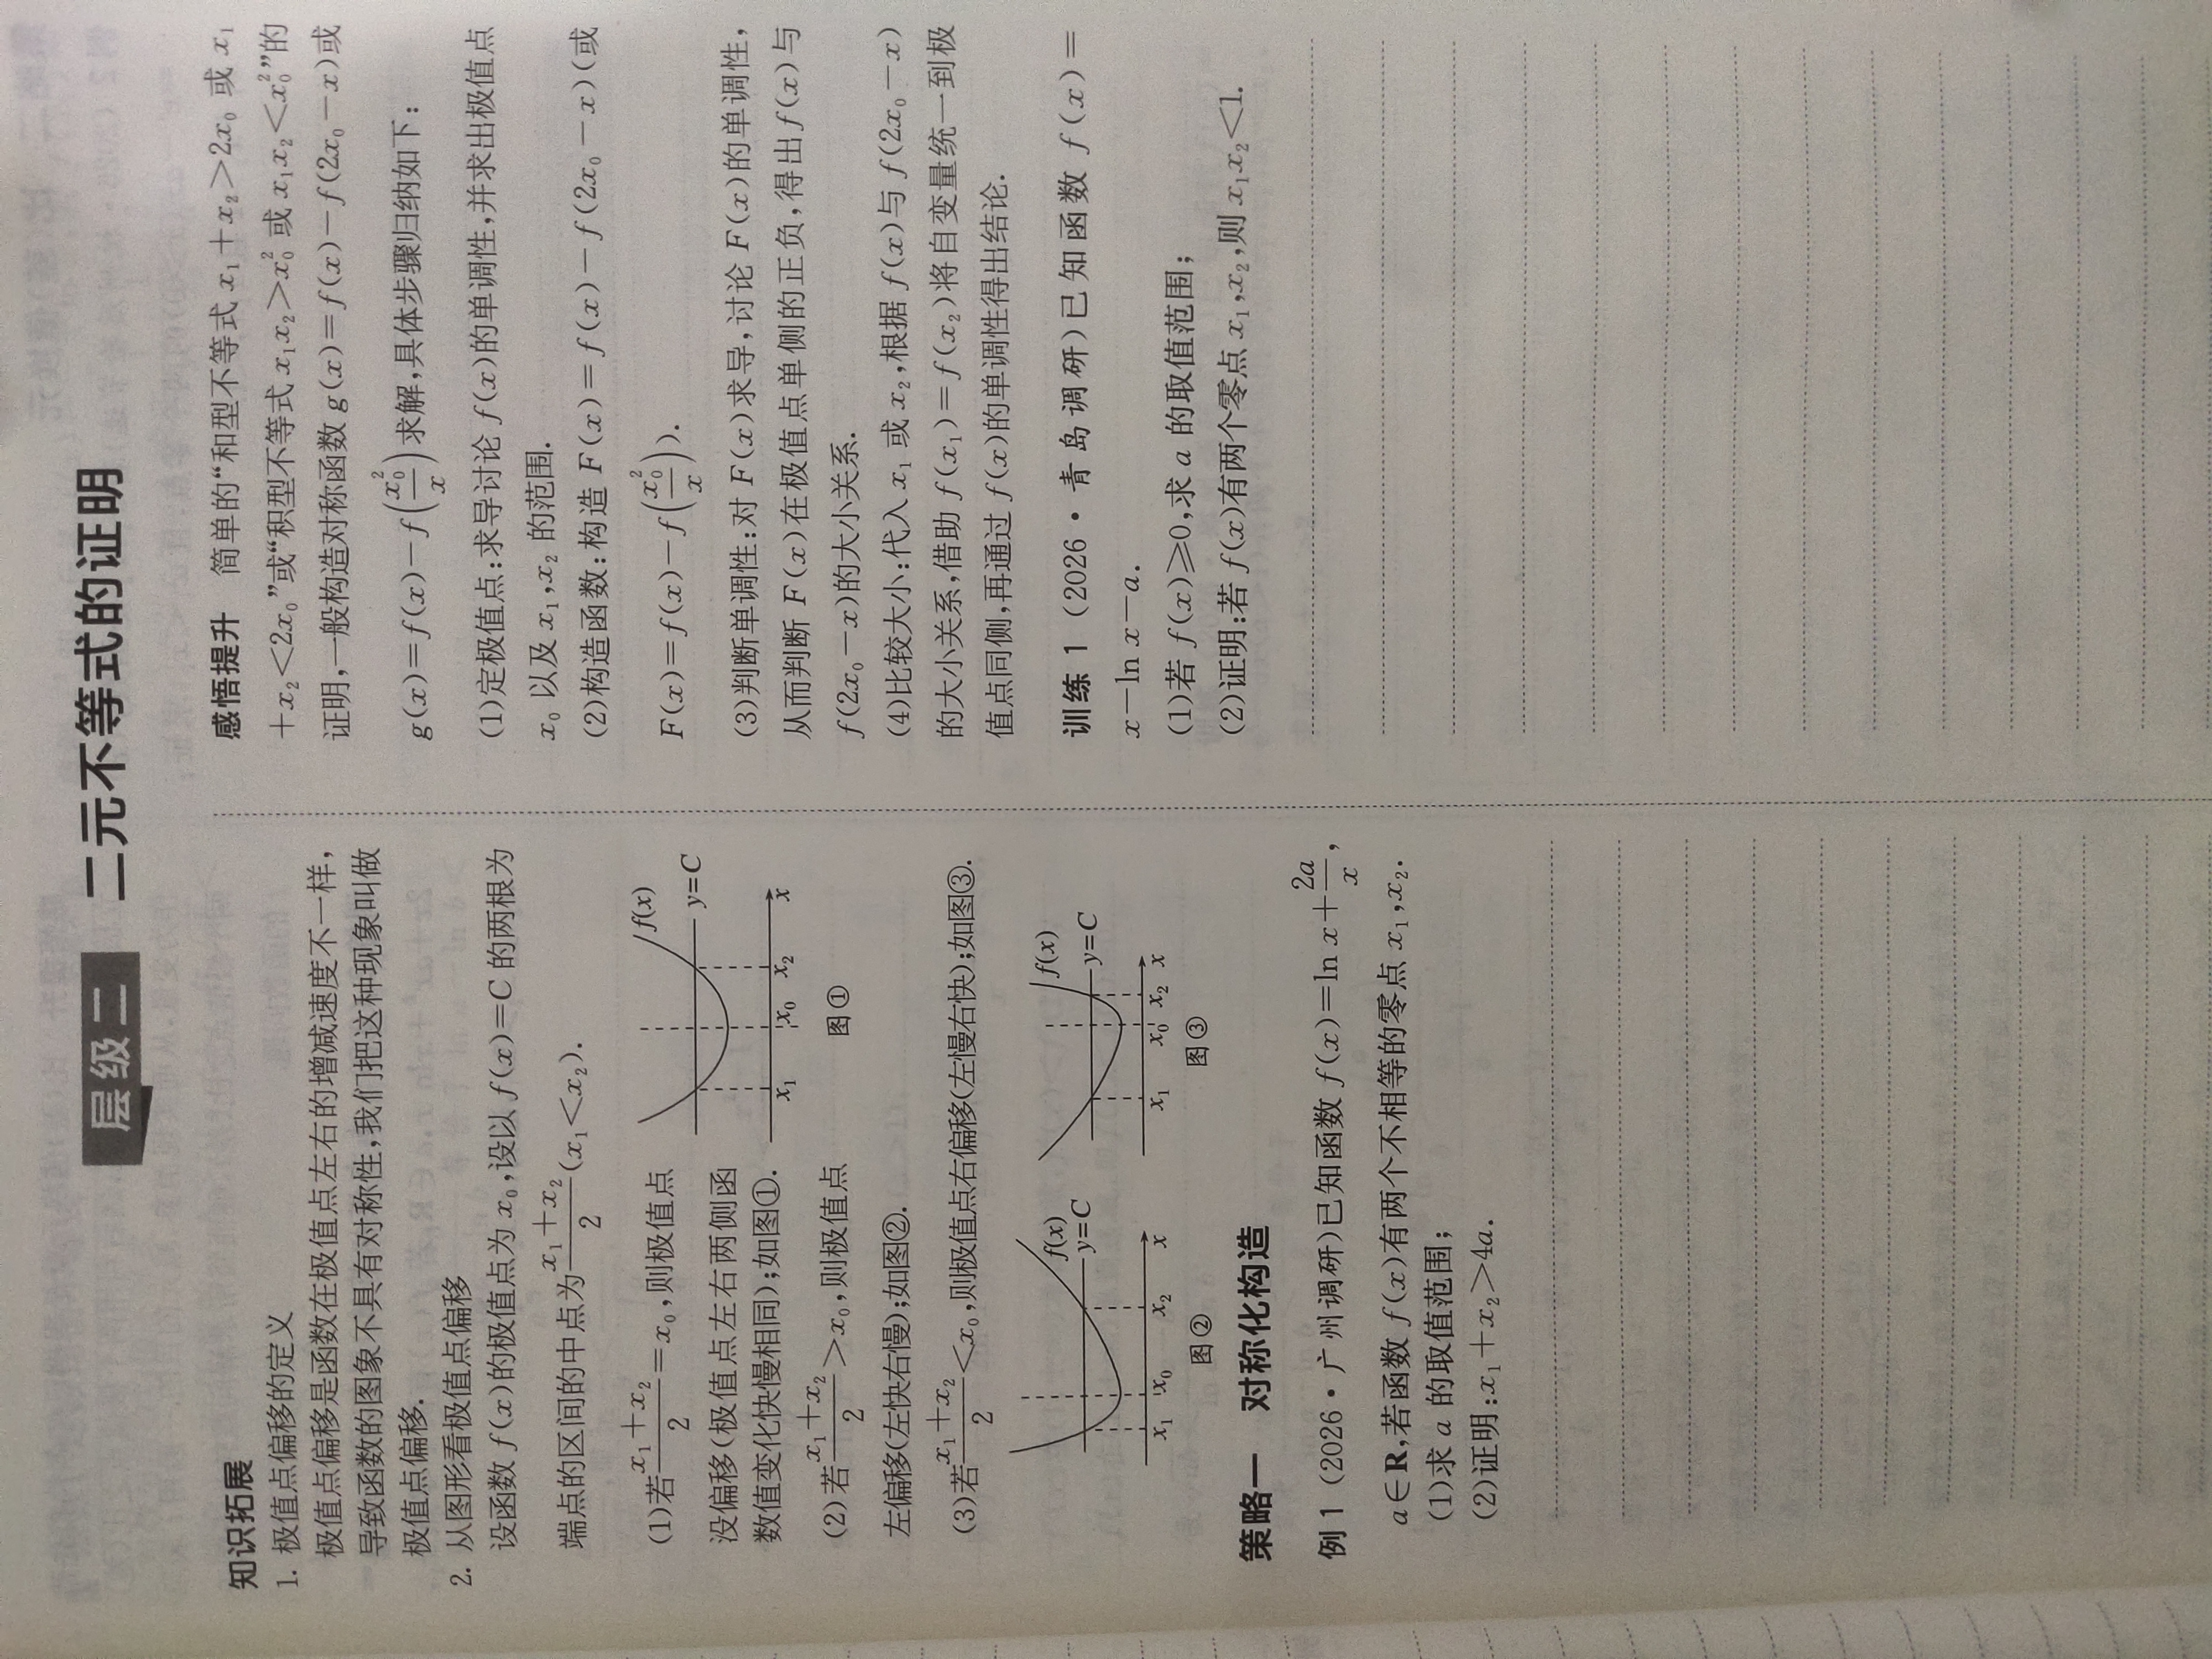 层级二 二元不等式的证明
知识拓展
1. 极值点偏移的定义
极值点偏移是函数在极值点左右的增减速度不一样,
导致函数的图象不具有对称性,我们把这种现象叫做
极值点偏移.
2. 从图形看极值点偏移
设函数 f(x)的极值点为 x₀,设以 f(x)=C 的两根为
端点的区间的中点为(x₁+x₂)/2(x₁<x₂).
(1)若(x₁+x₂)/2=x₀,则极值点
没偏移(极值点左右两侧函
数值变化快慢相同);如图①.
f(x)
y=C
x₁ x₀ x₂ x
图①
(2)若(x₁+x₂)/2>x₀,则极值点
左偏移(左快右慢);如图②.
(3)若(x₁+x₂)/2<x₀,则极值点右偏移(左慢右快);如图③.
f(x)
y=C
x₁ x₀ x₂ x
图②
f(x)
y=C
x₁ x₀ x₂ x
图③
策略一 对称化构造
例 1 (2026·广州调研)已知函数 f(x)=ln x+2a/x,
a∈R,若函数 f(x)有两个不相等的零点 x₁,x₂.
(1)求 a 的取值范围;
(2)证明:x₁+x₂>4a.
感悟提升 简单的“和型不等式 x₁+x₂>2x₀ 或 x₁
+x₂<2x₀”或“积型不等式 x₁x₂>x₀² 或 x₁x₂<x₀²”的
证明,一般构造对称函数 g(x)=f(x)-f(2x₀-x)或
g(x)=f(x)-f(x₀²/x)求解,具体步骤归纳如下:
(1)定极值点:求导讨论 f(x)的单调性,并求出极值点
x₀ 以及 x₁,x₂ 的范围.
(2)构造函数:构造 F(x)=f(x)-f(2x₀-x)(或
F(x)=f(x)-f(x₀²/x)).
(3)判断单调性:对 F(x)求导,讨论 F(x)的单调性,
从而判断 F(x)在极值点单侧的正负,得出f(x)与
f(2x₀-x)的大小关系.
(4)比较大小:代入 x₁ 或 x₂,根据 f(x)与 f(2x₀-x)
的大小关系,借助 f(x₁)=f(x₂)将自变量统一到极
值点同侧,再通过 f(x)的单调性得出结论.
训练 1 (2026·青岛调研)已知函数 f(x)=
x-ln x-a.
(1)若 f(x)≥0,求 a 的取值范围;
(2)证明:若 f(x)有两个零点 x₁,x₂,则 x₁x₂<1.